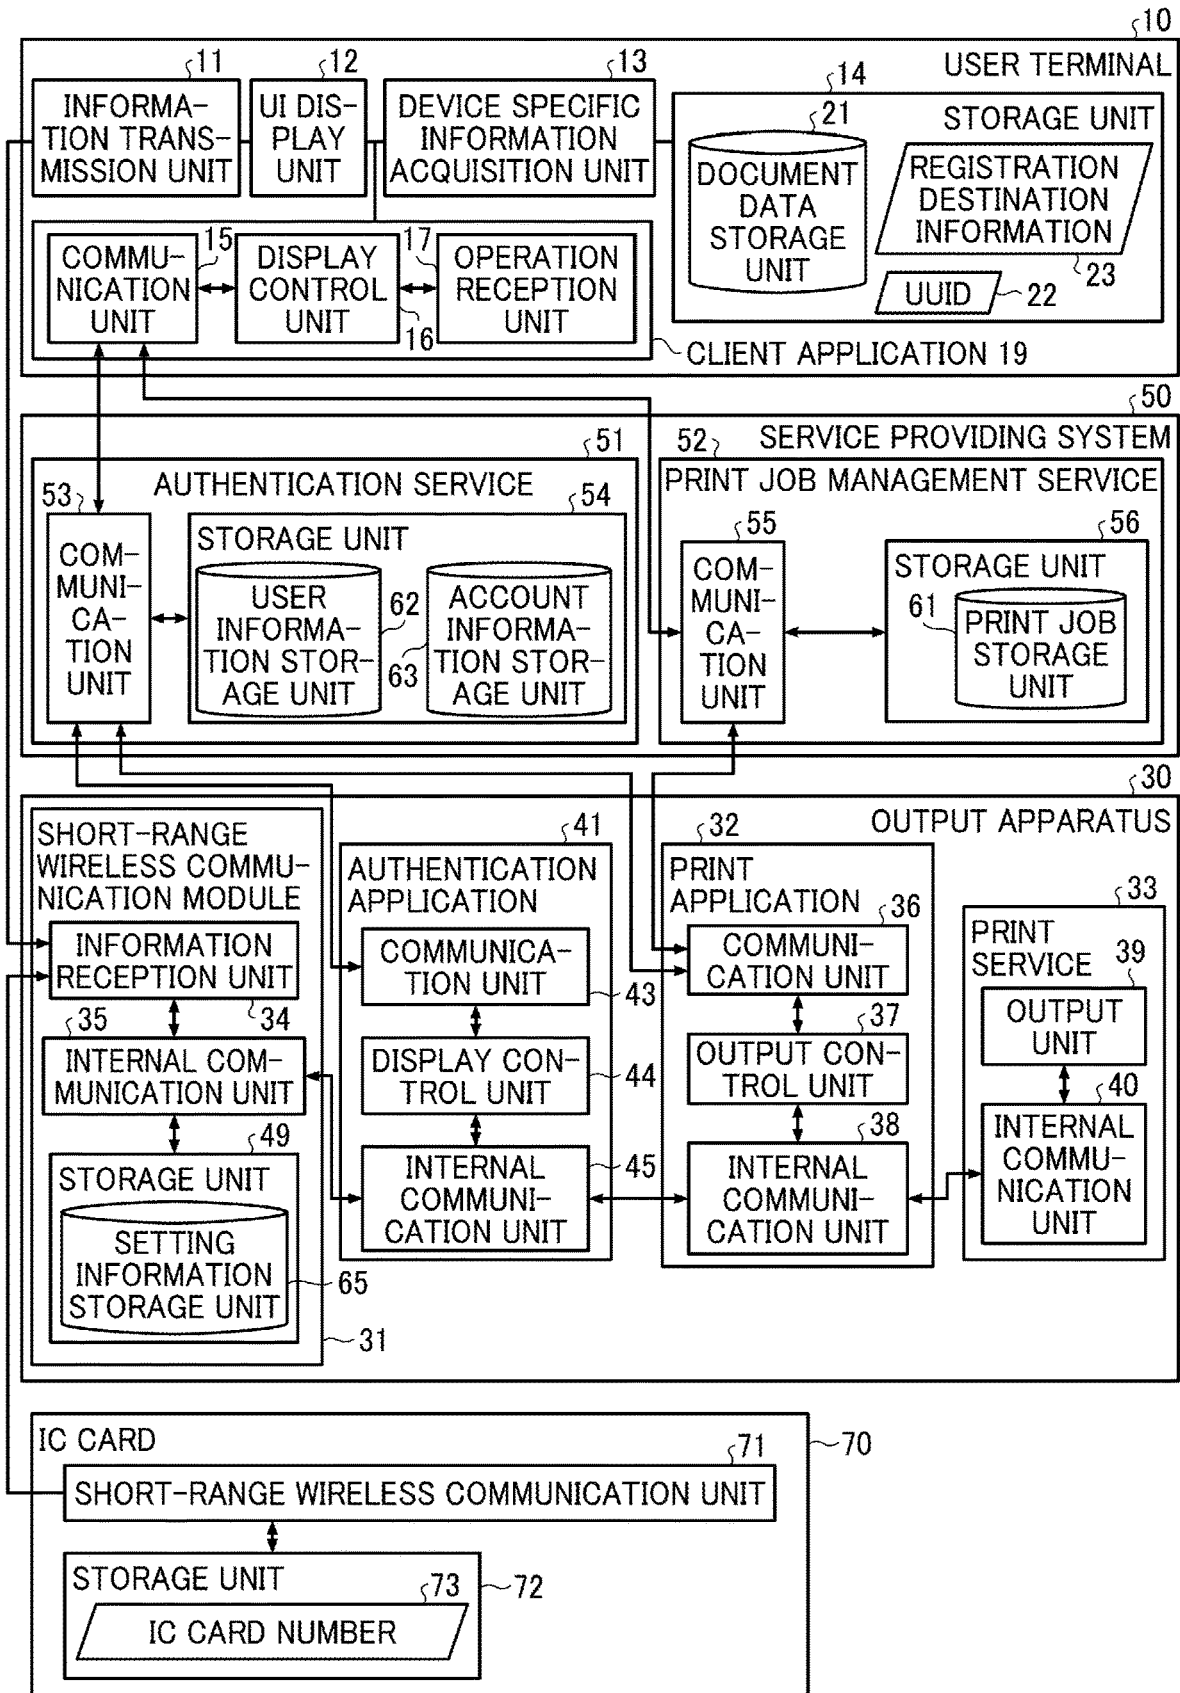 10
USER TERMINAL
11
INFORMA-
TION TRANS-
MISSION UNIT
12
UI DIS-
PLAY
UNIT
13
DEVICE SPECIFIC
INFORMATION
ACQUISITION UNIT
14
STORAGE UNIT
21
DOCUMENT
DATA
STORAGE
UNIT
REGISTRATION
DESTINATION
INFORMATION
23
UUID
22
COMMU-
NICATION
UNIT
15
DISPLAY
CONTROL
UNIT
16
17
OPERATION
RECEPTION
UNIT
CLIENT APPLICATION 19
50
SERVICE PROVIDING SYSTEM
51
AUTHENTICATION SERVICE
53
COM-
MUNI-
CA-
TION
UNIT
54
STORAGE UNIT
USER
INFORMA-
TION STOR-
AGE UNIT
62
63
ACCOUNT
INFORMA-
TION STOR-
AGE UNIT
52
PRINT JOB MANAGEMENT SERVICE
55
COM-
MUNI-
CA-
TION
UNIT
56
STORAGE UNIT
61
PRINT JOB
STORAGE
UNIT
30
OUTPUT APPARATUS
SHORT-RANGE
WIRELESS COMMU-
NICATION MODULE
INFORMATION
RECEPTION UNIT
34
35
INTERNAL COM-
MUNICATION UNIT
49
STORAGE UNIT
SETTING
INFORMATION
STORAGE UNIT
65
31
41
AUTHENTICATION
APPLICATION
COMMUNICA-
TION UNIT
43
DISPLAY CON-
TROL UNIT
44
INTERNAL
COMMUNI-
CATION UNIT
45
32
PRINT
APPLICATION
36
COMMUNI-
CATION UNIT
37
OUTPUT CON-
TROL UNIT
38
INTERNAL
COMMUNI-
CATION UNIT
33
PRINT
SERVICE
39
OUTPUT
UNIT
40
INTERNAL
COMMU-
NICATION
UNIT
IC CARD
70
71
SHORT-RANGE WIRELESS COMMUNICATION UNIT
STORAGE UNIT
72
73
IC CARD NUMBER